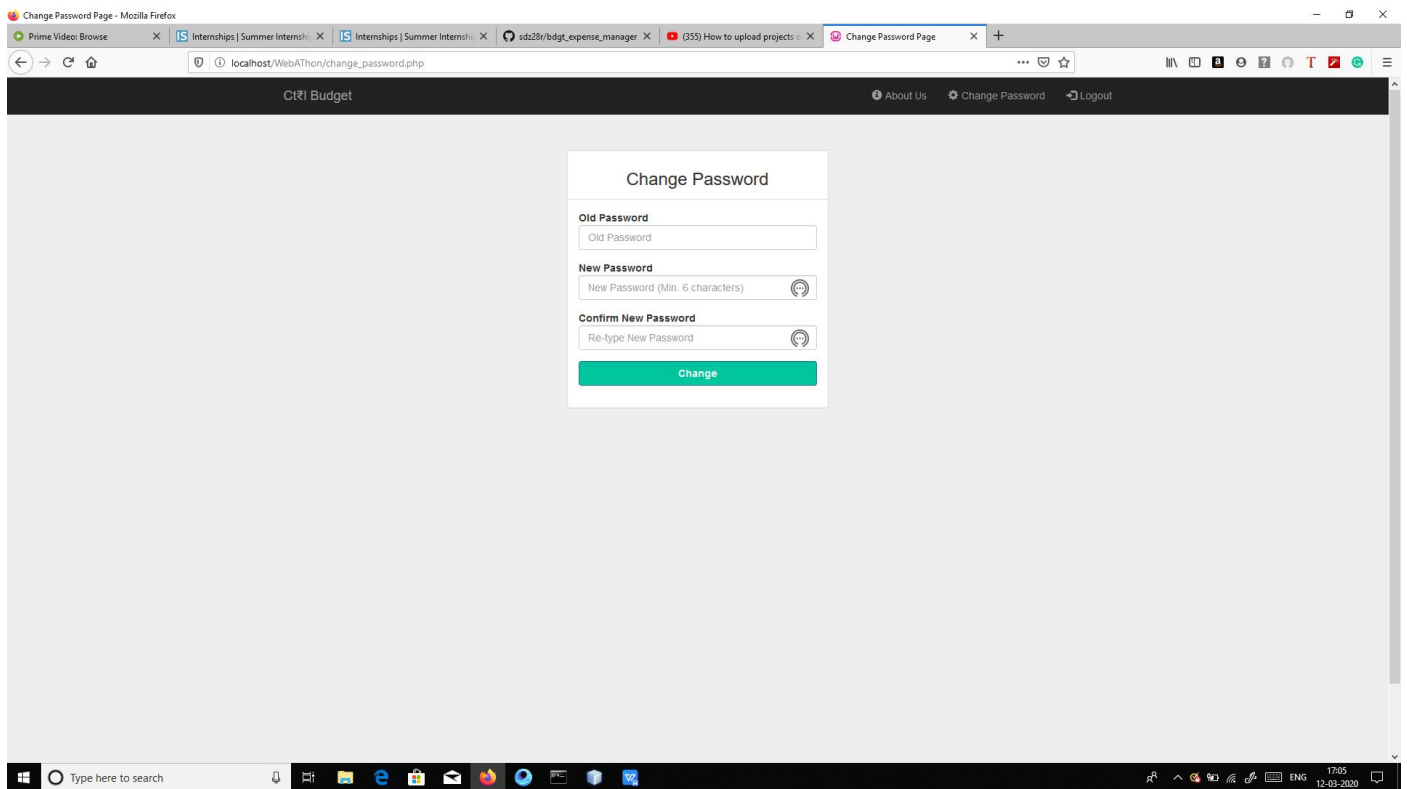 Change Password Page - Mozilla Firefox
Prime Video: Browse
Internships | Summer Internshi
Internships | Summer Internshi
sdz28r/bdgt_expense_manager
(355) How to upload projects o
Change Password Page
localhost/WebAThon/change_password.php
Ct₹l Budget
About Us
Change Password
Logout
Change Password
Old Password
Old Password
New Password
New Password (Min. 6 characters)
Confirm New Password
Re-type New Password
Change
Type here to search
ENG
17:05
12-03-2020